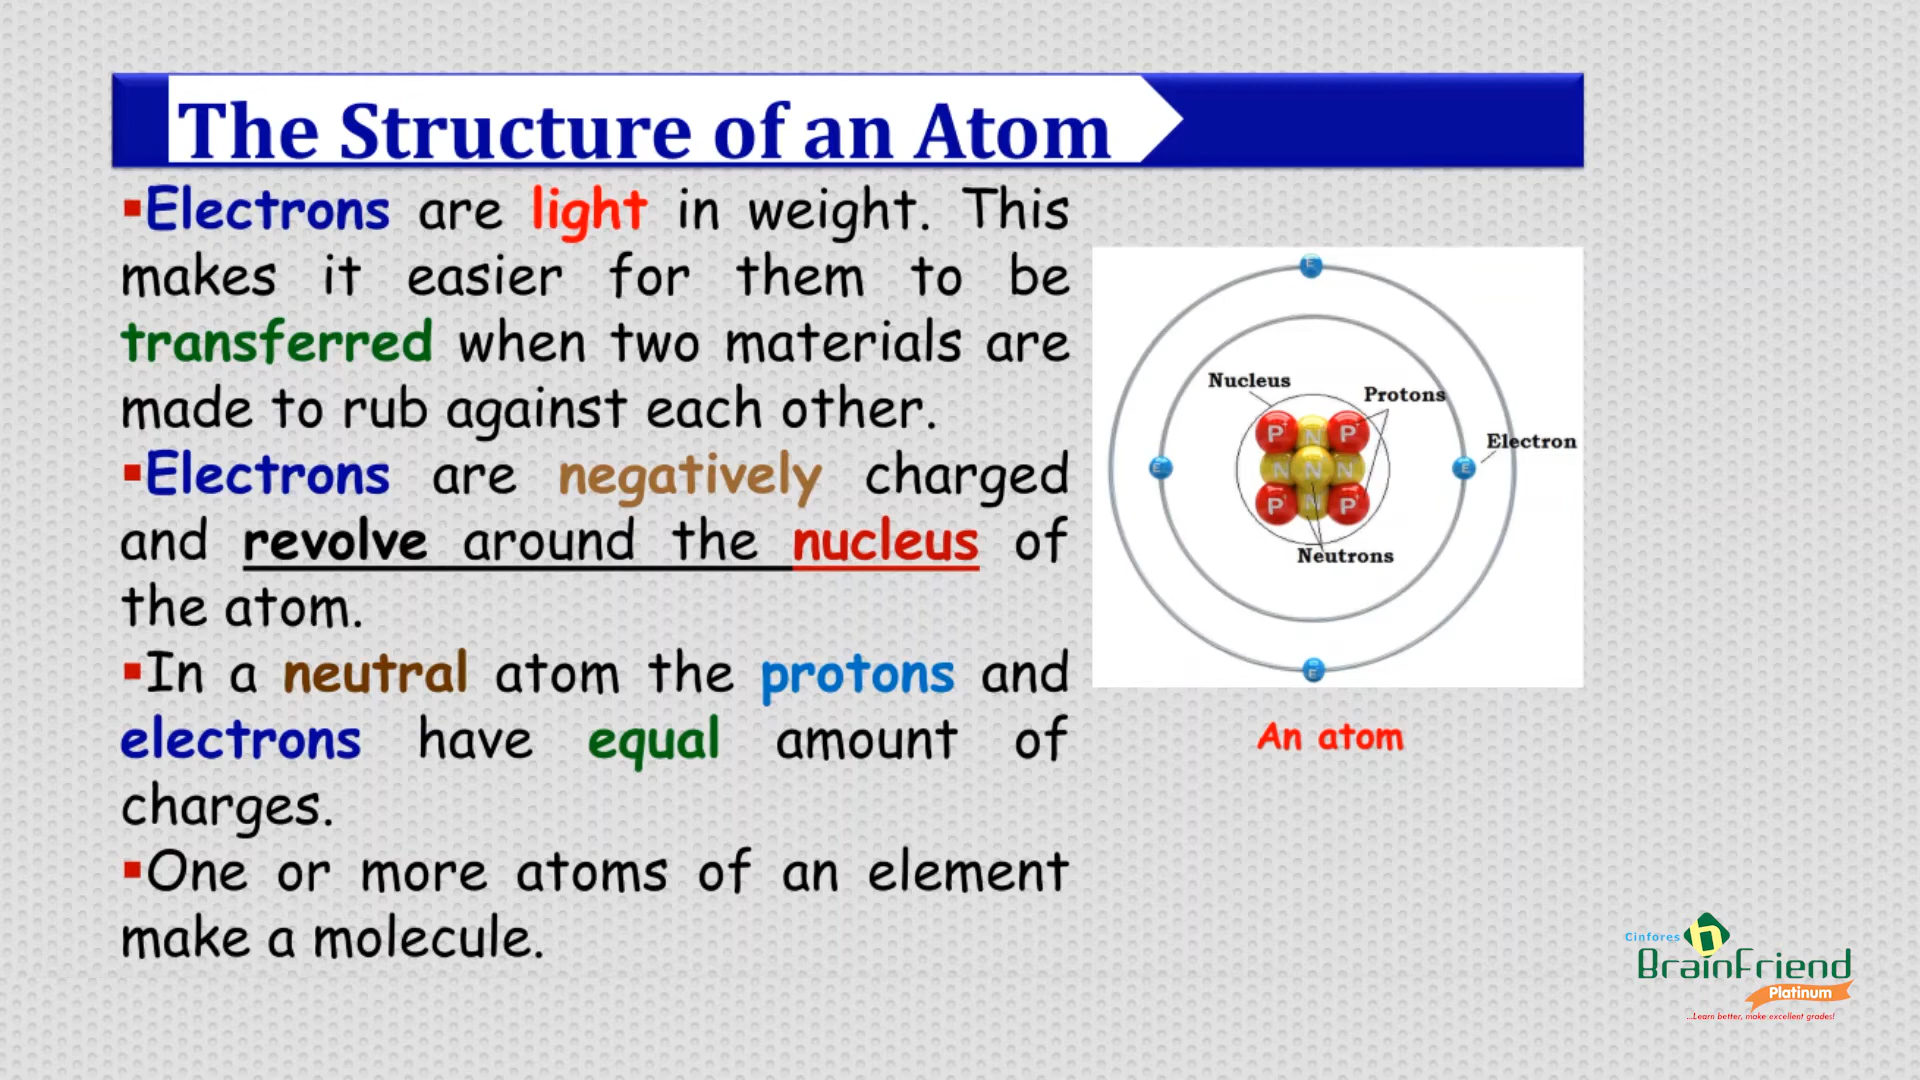 The Structure of an Atom
▪Electrons are light in weight. This
makes it easier for them to be
transferred when two materials are
made to rub against each other.
▪Electrons are negatively charged
and revolve around the nucleus of
the atom.
▪In a neutral atom the protons and
electrons have equal amount of
charges.
▪One or more atoms of an element
make a molecule.
E
Nucleus
Protons
P+ N P+
Electron
E N N N E
P+ N P+
Neutrons
E
An atom
Cinfores
BrainFriend
Platinum
...Learn better, make excellent grades!